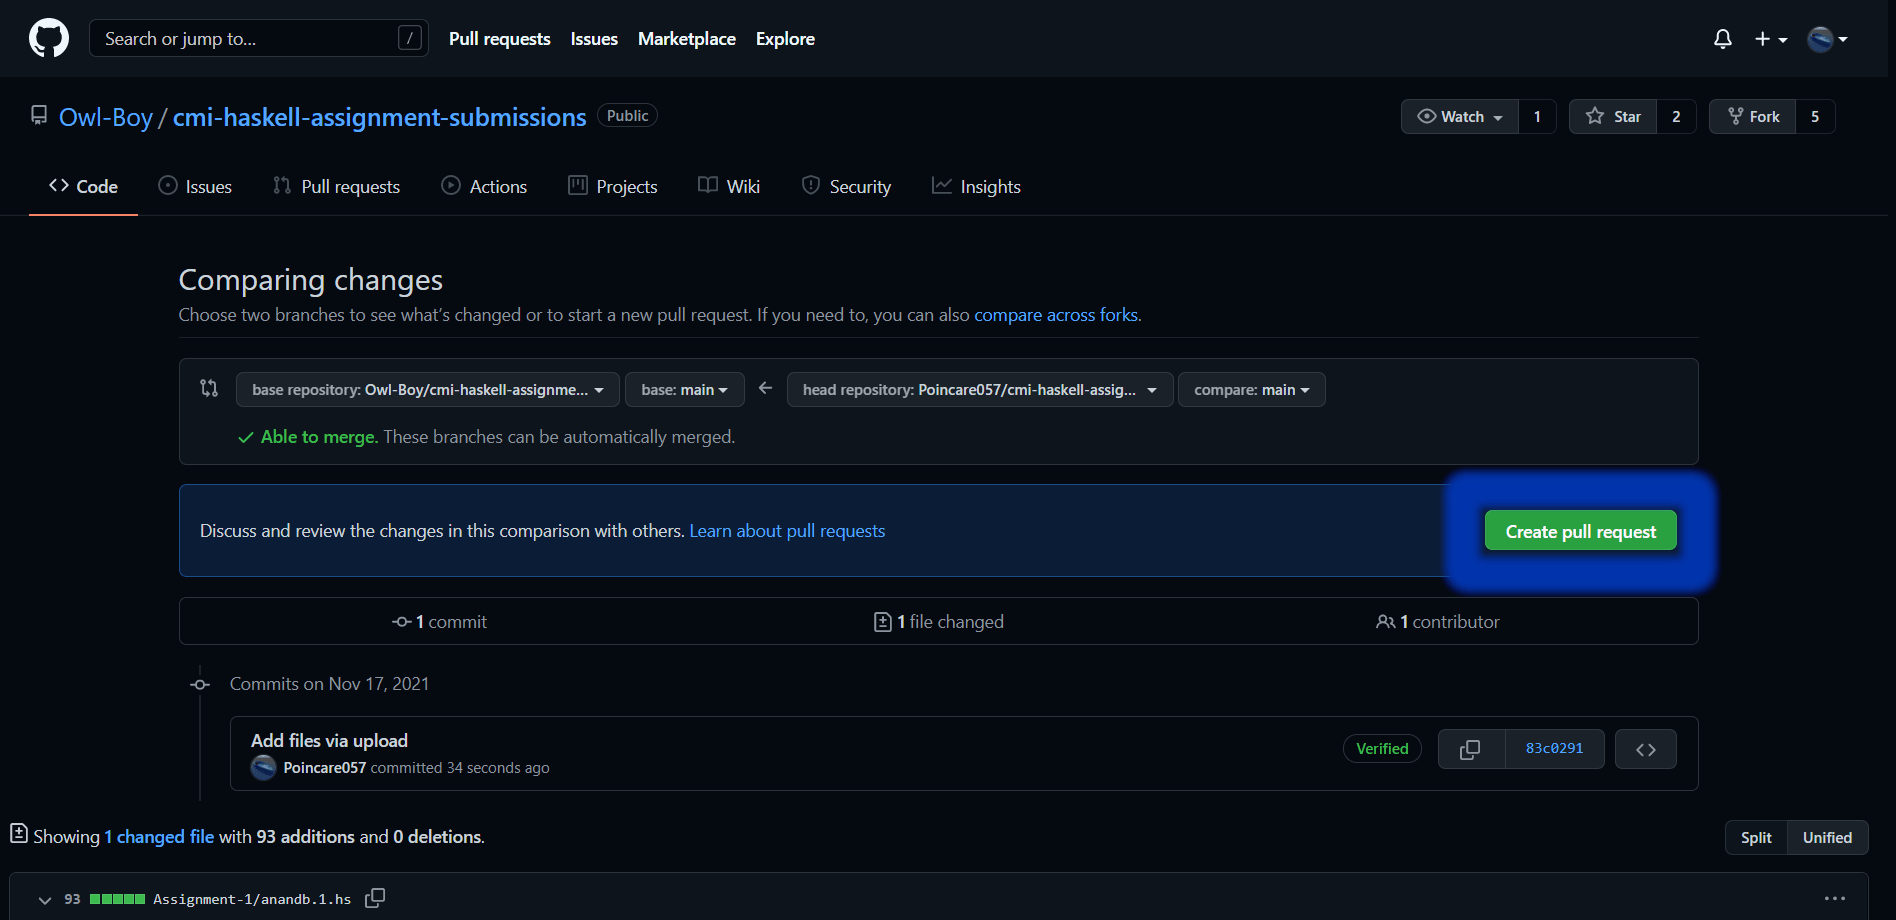 Search or jump to... / Pull requests Issues Marketplace Explore
Owl-Boy / cmi-haskell-assignment-submissions Public Watch 1 Star 2 Fork 5
Code Issues Pull requests Actions Projects Wiki Security Insights
Comparing changes
Choose two branches to see what’s changed or to start a new pull request. If you need to, you can also compare across forks.
base repository: Owl-Boy/cmi-haskell-assignme... base: main head repository: Poincare057/cmi-haskell-assig... compare: main
Able to merge. These branches can be automatically merged.
Discuss and review the changes in this comparison with others. Learn about pull requests Create pull request
1 commit 1 file changed 1 contributor
Commits on Nov 17, 2021
Add files via upload
Poincare057 committed 34 seconds ago Verified 83c0291
Showing 1 changed file with 93 additions and 0 deletions. Split Unified
93 Assignment-1/anandb.1.hs